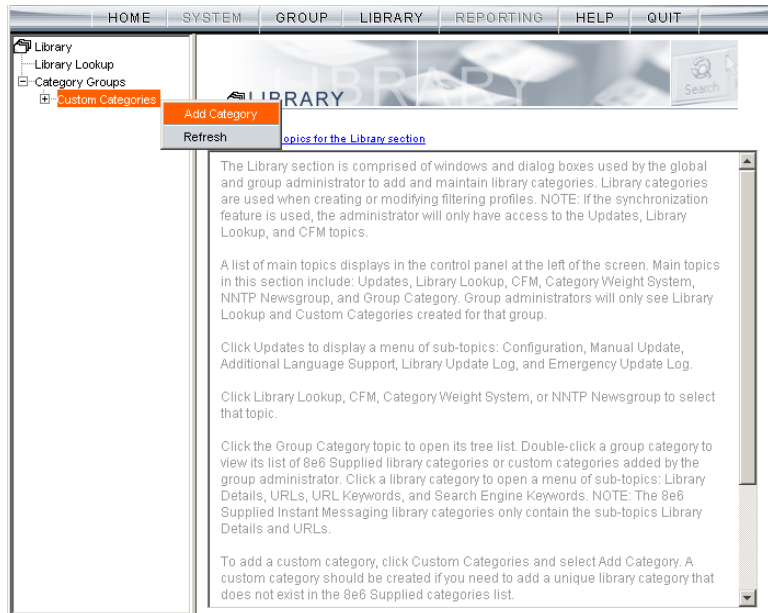 HOME SYSTEM GROUP LIBRARY REPORTING HELP QUIT
Library
Library Lookup
Category Groups
Custom Categories
Add Category
Refresh
LIBRARY
LIBRARY
Search
opics for the Library section
The Library section is comprised of windows and dialog boxes used by the global
and group administrator to add and maintain library categories. Library categories
are used when creating or modifying filtering profiles. NOTE: If the synchronization
feature is used, the administrator will only have access to the Updates, Library
Lookup, and CFM topics.
A list of main topics displays in the control panel at the left of the screen. Main topics
in this section include: Updates, Library Lookup, CFM, Category Weight System,
NNTP Newsgroup, and Group Category. Group administrators will only see Library
Lookup and Custom Categories created for that group.
Click Updates to display a menu of sub-topics: Configuration, Manual Update,
Additional Language Support, Library Update Log, and Emergency Update Log.
Click Library Lookup, CFM, Category Weight System, or NNTP Newsgroup to select
that topic.
Click the Group Category topic to open its tree list. Double-click a group category to
view its list of 8e6 Supplied library categories or custom categories added by the
group administrator. Click a library category to open a menu of sub-topics: Library
Details, URLs, URL Keywords, and Search Engine Keywords. NOTE: The 8e6
Supplied Instant Messaging library categories only contain the sub-topics Library
Details and URLs.
To add a custom category, click Custom Categories and select Add Category. A
custom category should be created if you need to add a unique library category that
does not exist in the 8e6 Supplied categories list.